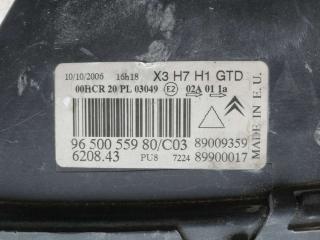 10/10/2006 16h18 X3 H7 H1 GTD
00HCR 20/PL 03049 E2 02A 01 1a
MADE IN E.U.
96 500 559 80/C03 89009359
6208.43 PU8 7224 89900017